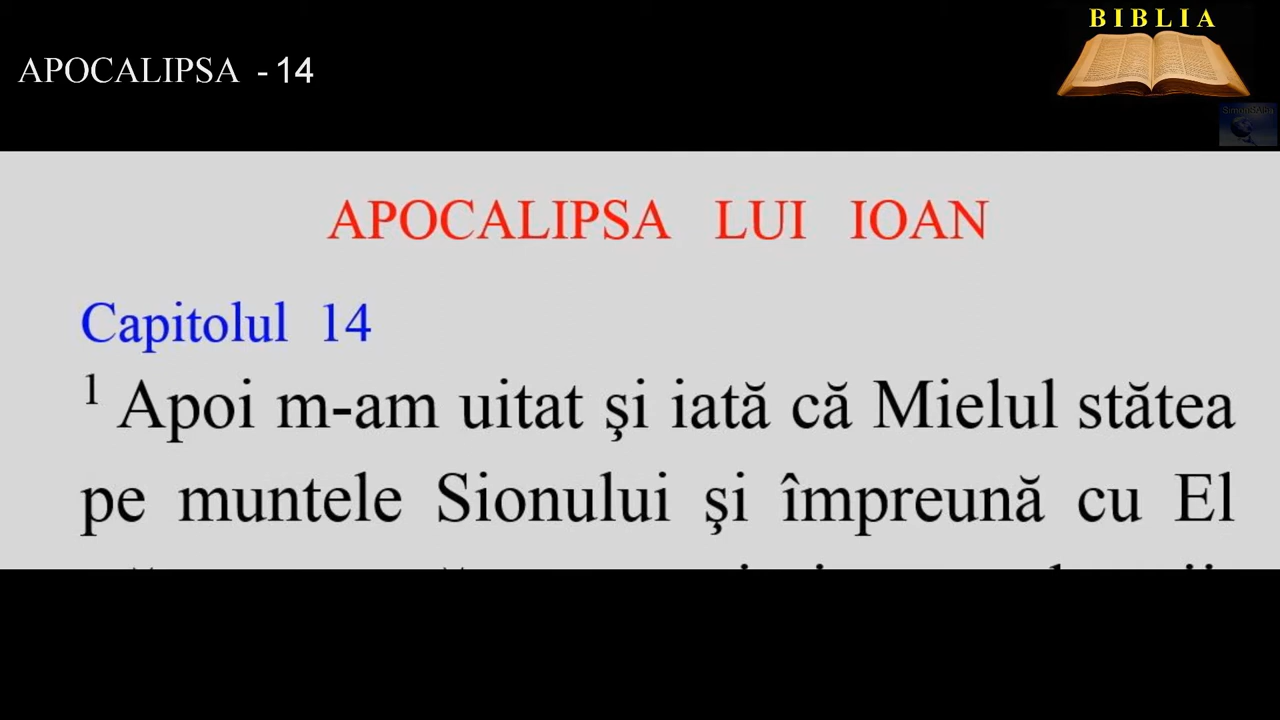 BIBLIA
APOCALIPSA - 14
APOCALIPSA LUI IOAN
Capitolul 14
1 Apoi m-am uitat şi iată că Mielul stătea
pe muntele Sionului şi împreună cu El